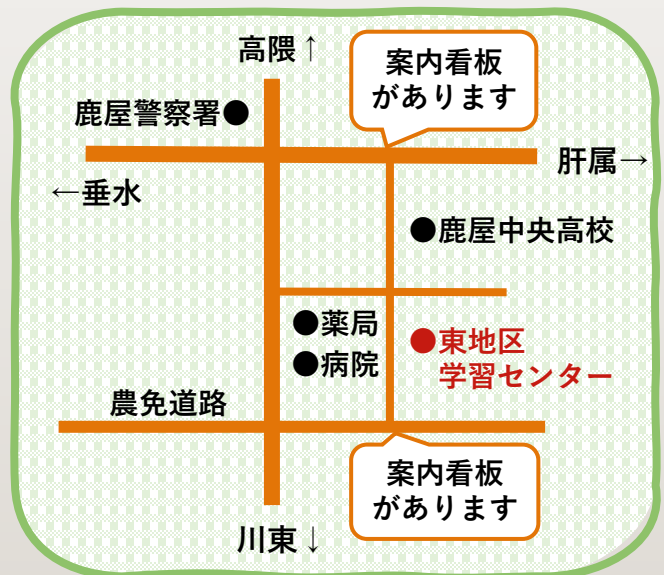 高隈↑
案内看板
があります
鹿屋警察署●
肝属→
←垂水
●鹿屋中央高校
●薬局
●病院
●東地区
学習センター
農免道路
案内看板
があります
川東↓